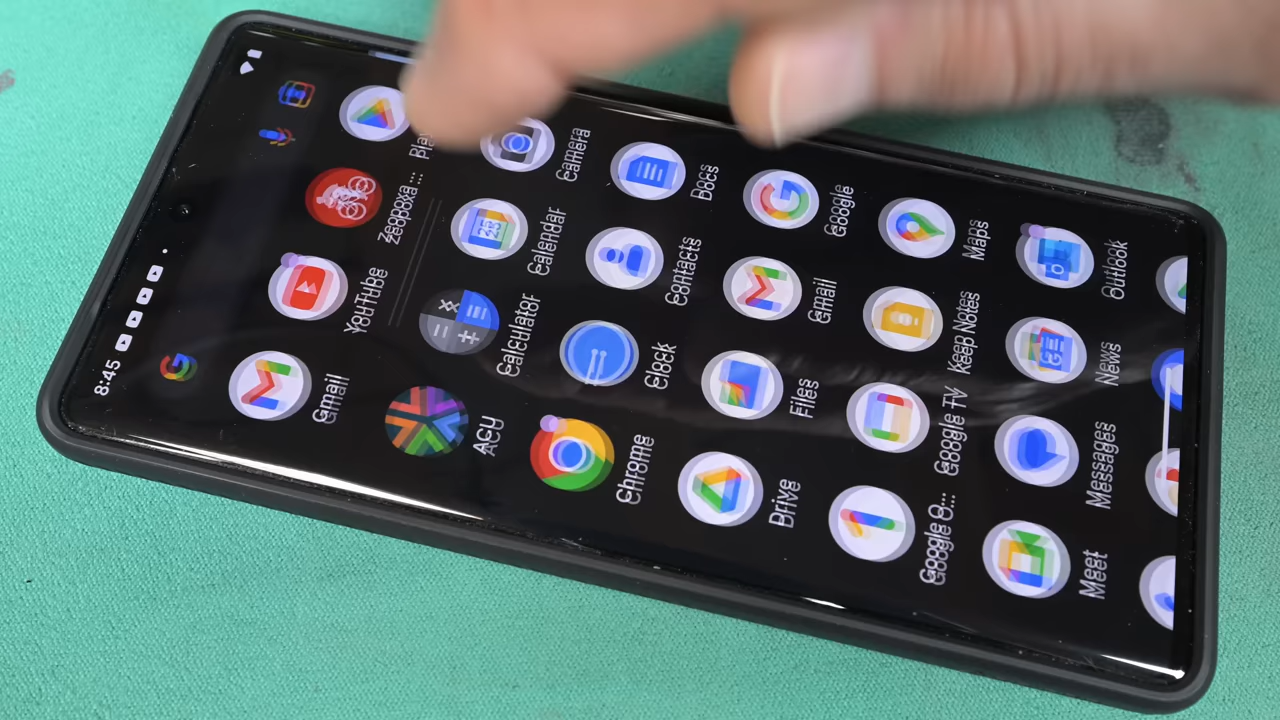 8:45
Gmail YouTube Zeopoxa ...
ACU Calculator Calendar Camera
Chrome Clock Contacts Docs
Drive Files Gmail Google
Google O... Google TV Keep Notes Maps
Meet Messages News Outlook